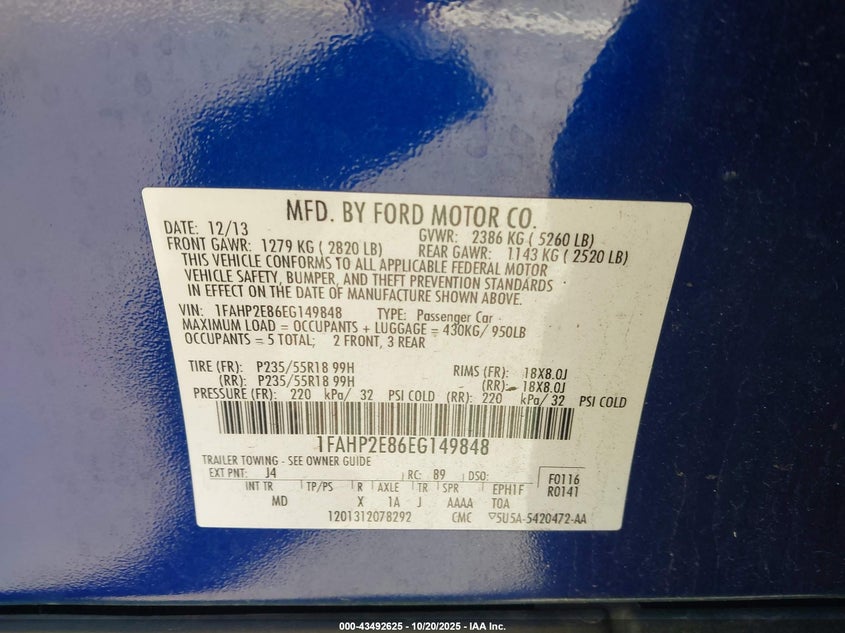 MFD. BY FORD MOTOR CO.
DATE: 12/13 GVWR: 2386 KG ( 5260 LB)
FRONT GAWR: 1279 KG ( 2820 LB) REAR GAWR: 1143 KG ( 2520 LB)
THIS VEHICLE CONFORMS TO ALL APPLICABLE FEDERAL MOTOR
VEHICLE SAFETY, BUMPER, AND THEFT PREVENTION STANDARDS
IN EFFECT ON THE DATE OF MANUFACTURE SHOWN ABOVE.
VIN: 1FAHP2E86EG149848 TYPE: Passenger Car
MAXIMUM LOAD = OCCUPANTS + LUGGAGE = 430KG/ 950LB
OCCUPANTS = 5 TOTAL; 2 FRONT, 3 REAR
TIRE (FR): P235/55R18 99H RIMS (FR): 18X8.0J
(RR): P235/55R18 99H (RR): 18X8.0J
PRESSURE (FR): 220 kPa/ 32 PSI COLD (RR): 220 kPa/ 32 PSI COLD
1FAHP2E86EG149848
TRAILER TOWING - SEE OWNER GUIDE
EXT PNT: J4 RC: B9 DSO: F0116
INT TR TP/PS R AXLE TR SPR EPH1F R0141
MD X 1A J AAAA T0A
1201312078292 CMC 5U5A-5420472-AA
000-43492625 - 10/20/2025 - IAA Inc.